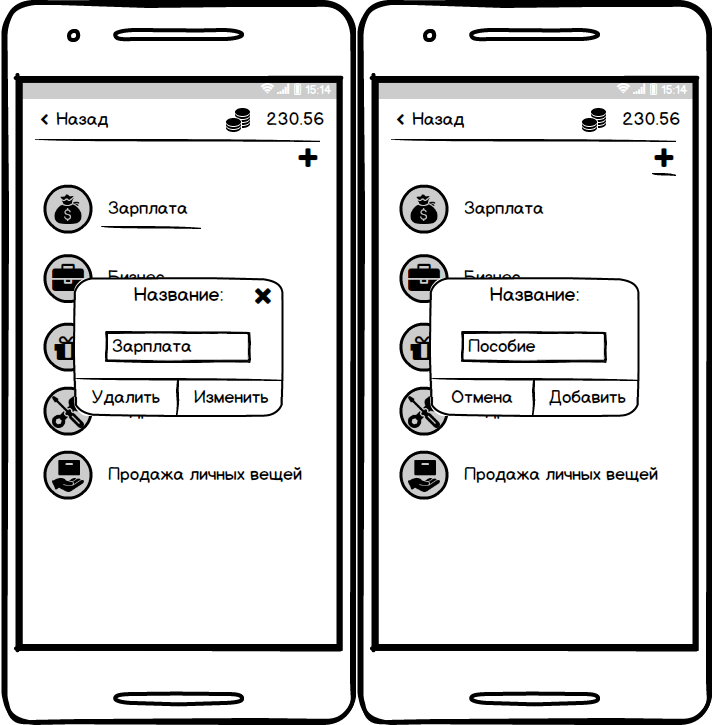 15:14
Назад 230.56
Зарплата
Бизнес
Название:
Зарплата
Удалить Изменить
Продажа личных вещей
15:14
Назад 230.56
Зарплата
Бизнес
Название:
Пособие
Отмена Добавить
Продажа личных вещей